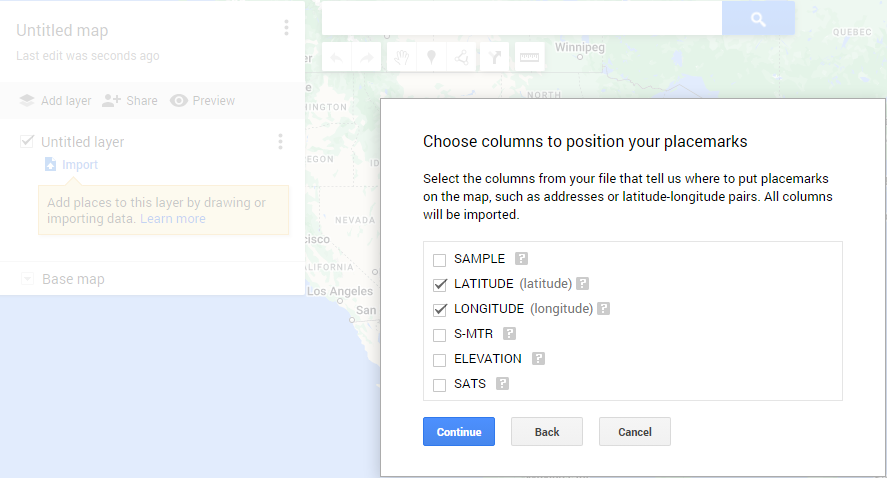 Untitled map
Last edit was seconds ago
Add layer
Share
Preview
Untitled layer
Import
Add places to this layer by drawing or
importing data. Learn more
Base map
Winnipeg
QUEBEC
NORTH
NEVADA
Los Angeles
San
Choose columns to position your placemarks
Select the columns from your file that tell us where to put placemarks
on the map, such as addresses or latitude-longitude pairs. All columns
will be imported.
SAMPLE ?
LATITUDE (latitude) ?
LONGITUDE (longitude) ?
S-MTR ?
ELEVATION ?
SATS ?
Continue
Back
Cancel